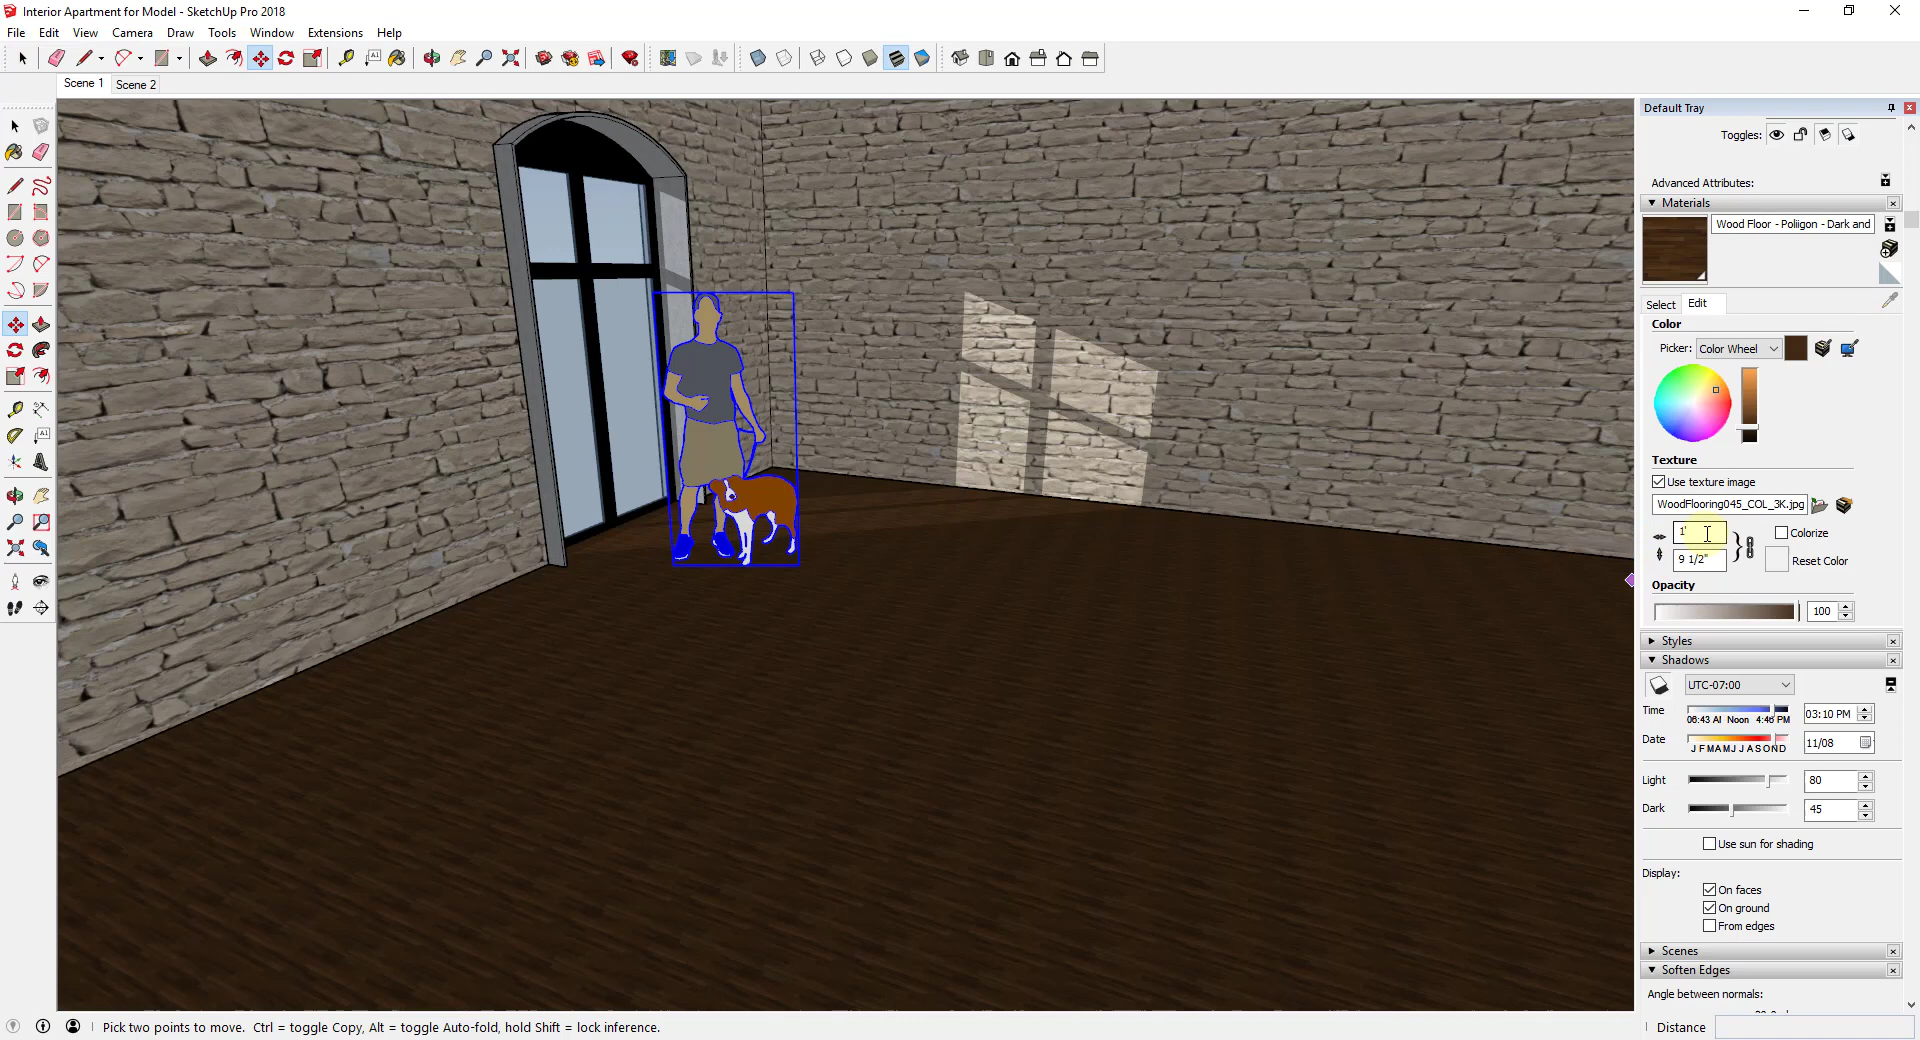 Interior Apartment for Model - SketchUp Pro 2018
File Edit View Camera Draw Tools Window Extensions Help
Scene 1 Scene 2
Default Tray
Toggles:
Advanced Attributes:
Materials
Wood Floor - Poliigon - Dark and
Select Edit
Color
Picker: Color Wheel
Texture
Use texture image
WoodFlooring045_COL_3K.jpg
1' Colorize
9 1/2" Reset Color
Opacity
100
Styles
Shadows
UTC-07:00
Time 03:10 PM
06:43 AI Noon 4:46 PM
Date 11/08
J F M A M J J A S O N D
Light 80
Dark 45
Use sun for shading
Display:
On faces
On ground
From edges
Scenes
Soften Edges
Angle between normals:
Pick two points to move. Ctrl = toggle Copy, Alt = toggle Auto-fold, hold Shift = lock inference.
Distance